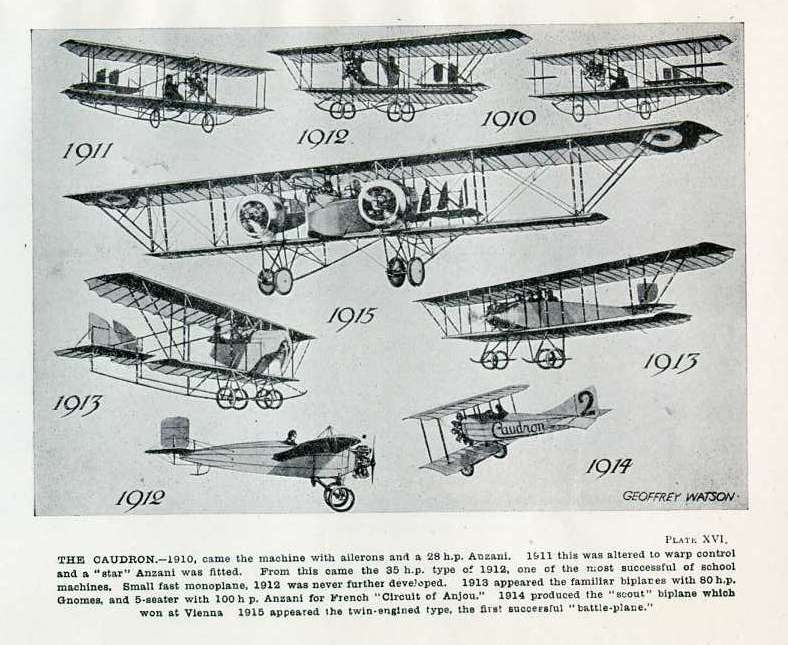 1911
1912
1910
1915
1913
1913
1912
2
Caudron
1914
GEOFFREY WATSON·
PLATE XVI.
THE CAUDRON.—1910, came the machine with ailerons and a 28 h.p. Anzani. 1911 this was altered to warp control
and a "star" Anzani was fitted. From this came the 35 h.p. type of 1912, one of the most successful of school
machines. Small fast monoplane, 1912 was never further developed. 1913 appeared the familiar biplanes with 80 h.p.
Gnomes, and 5-seater with 100 h p. Anzani for French "Circuit of Anjou." 1914 produced the "scout" biplane which
won at Vienna 1915 appeared the twin-engined type, the first successful "battle-plane."